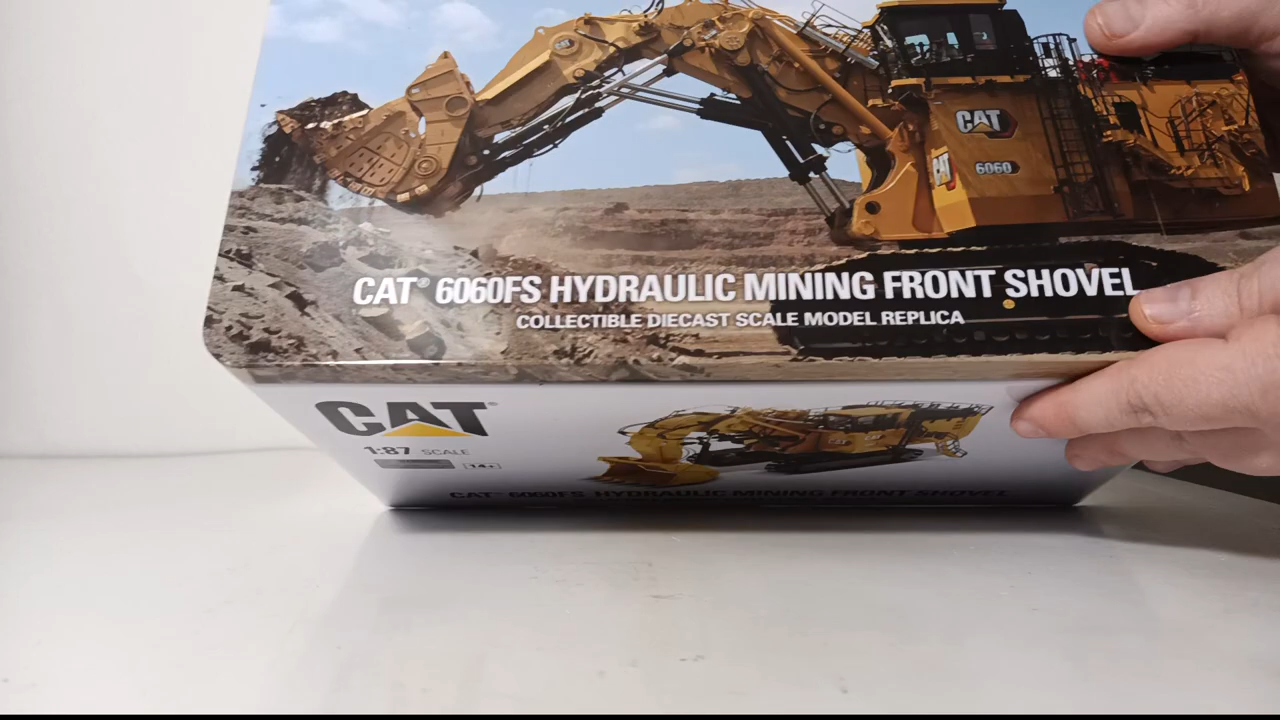 CAT
CAT
6060
CAT® 6060FS HYDRAULIC MINING FRONT SHOVEL
COLLECTIBLE DIECAST SCALE MODEL REPLICA
CAT®
1:87 SCALE
14+
CAT® 6060FS HYDRAULIC MINING FRONT SHOVEL